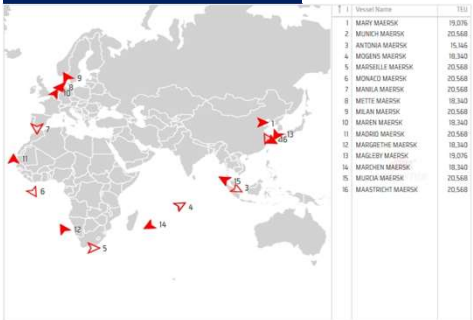 I Vessel Name TEU
1 MARY MAERSK 19,076
2 MUNICH MAERSK 20,568
3 ANTONIA MAERSK 15,146
4 MOGENS MAERSK 18,340
5 MARSEILLE MAERSK 20,568
6 MONACO MAERSK 20,568
7 MANILA MAERSK 20,568
8 METTE MAERSK 18,340
9 MILAN MAERSK 20,568
10 MAREN MAERSK 18,340
11 MADRID MAERSK 20,568
12 MARGRETHE MAERSK 18,340
13 MAGLEBY MAERSK 19,076
14 MARCHEN MAERSK 18,340
15 MURCIA MAERSK 20,568
16 MAASTRICHT MAERSK 20,568
9
8
10
7
11
6
12
5
14
4
15
3
1
13
16